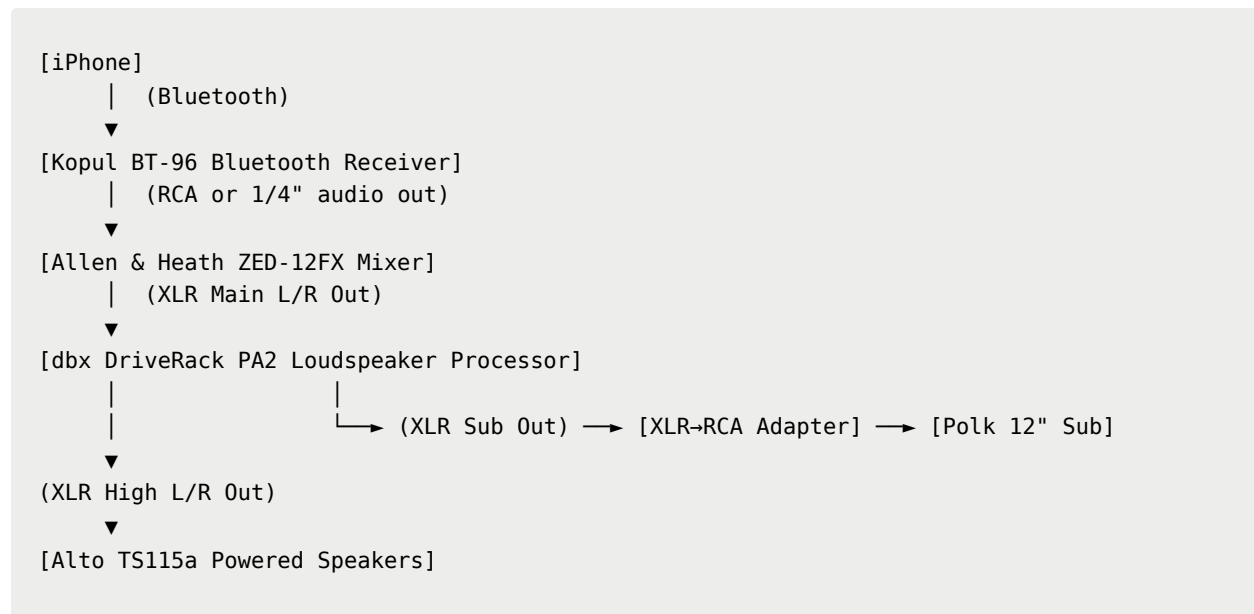 [iPhone]
│ (Bluetooth)
▼
[Kopul BT-96 Bluetooth Receiver]
│ (RCA or 1/4" audio out)
▼
[Allen & Heath ZED-12FX Mixer]
│ (XLR Main L/R Out)
▼
[dbx DriveRack PA2 Loudspeaker Processor]
│ │
│ └─► (XLR Sub Out) ─► [XLR→RCA Adapter] ─► [Polk 12" Sub]
▼
(XLR High L/R Out)
▼
[Alto TS115a Powered Speakers]